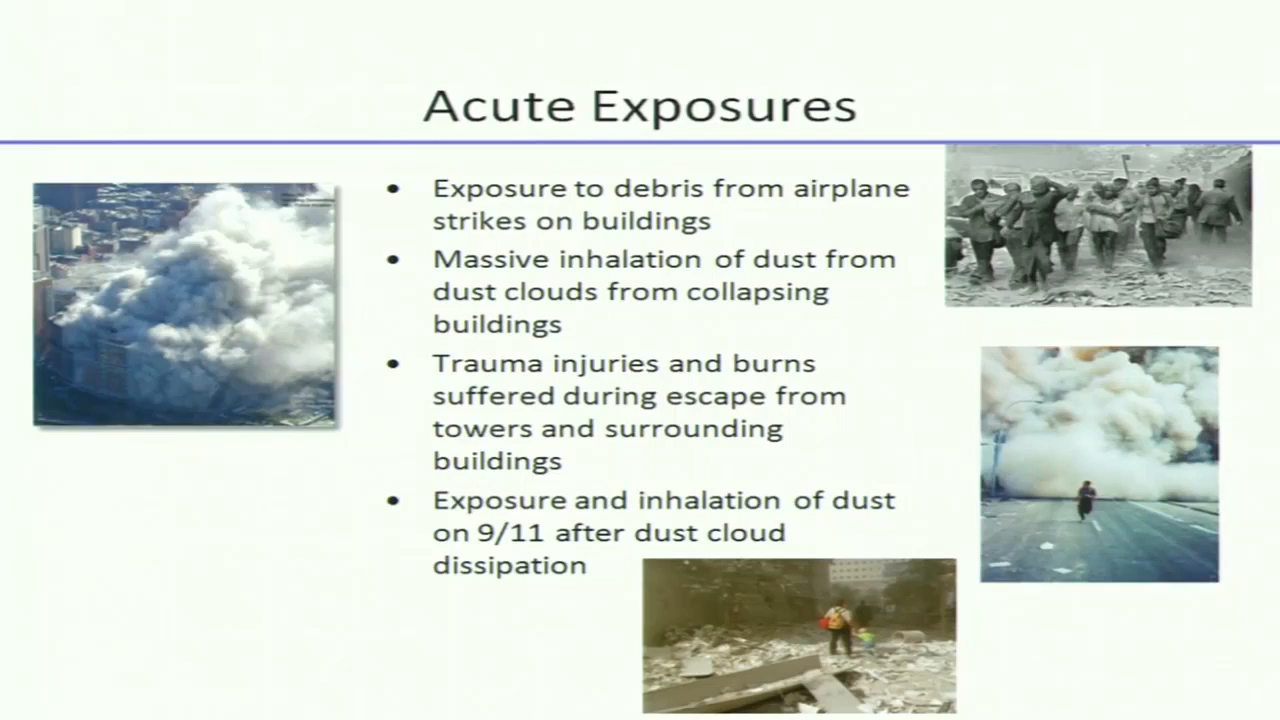 Acute Exposures
• Exposure to debris from airplane
strikes on buildings
• Massive inhalation of dust from
dust clouds from collapsing
buildings
• Trauma injuries and burns
suffered during escape from
towers and surrounding
buildings
• Exposure and inhalation of dust
on 9/11 after dust cloud
dissipation